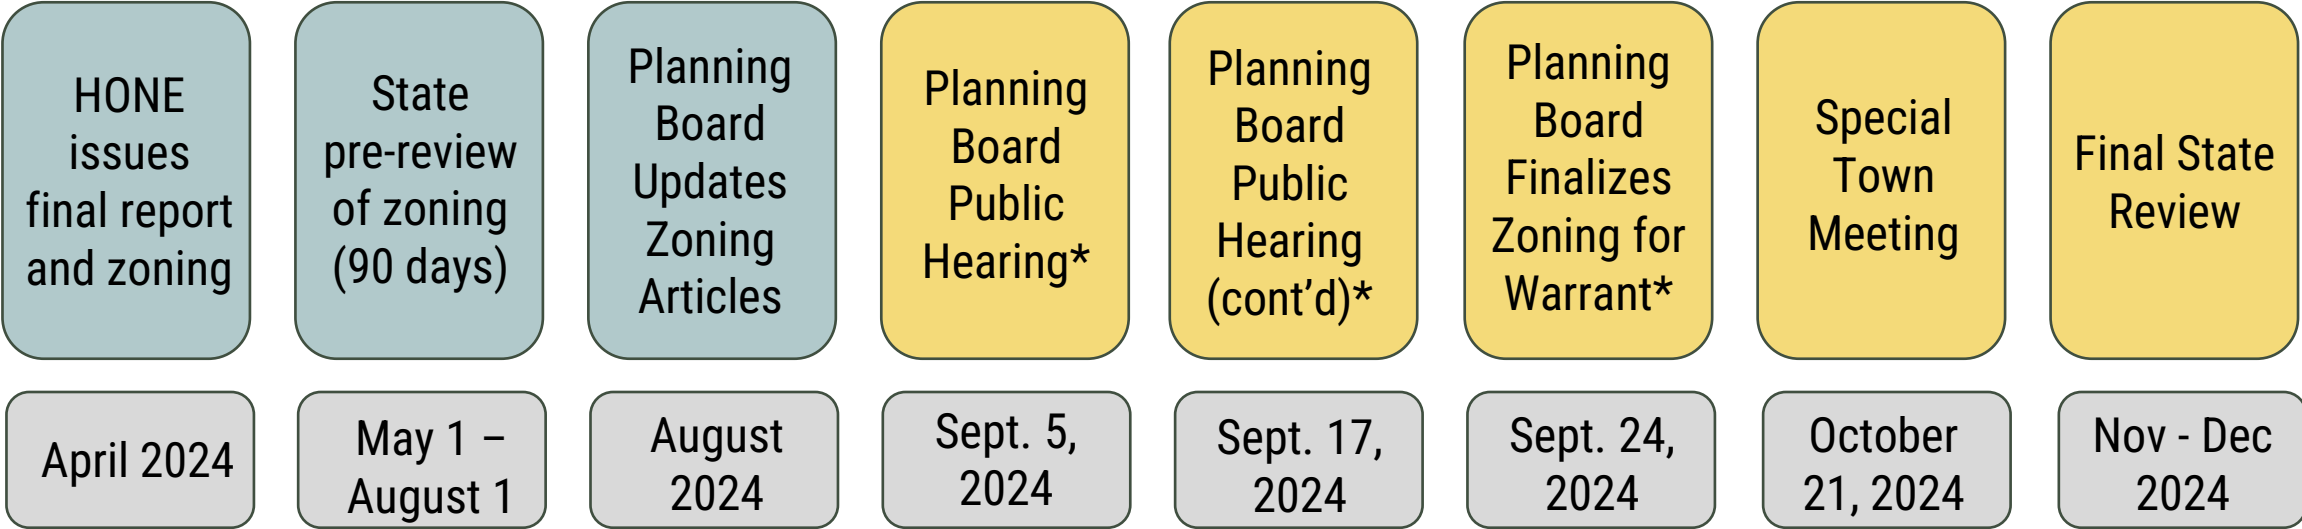 HONE
issues
final report
and zoning
State
pre-review
of zoning
(90 days)
Planning
Board
Updates
Zoning
Articles
Planning
Board
Public
Hearing*
Planning
Board
Public
Hearing
(cont’d)*
Planning
Board
Finalizes
Zoning for
Warrant*
Special
Town
Meeting
Final State
Review
April 2024
May 1 –
August 1
August
2024
Sept. 5,
2024
Sept. 17,
2024
Sept. 24,
2024
October
21, 2024
Nov - Dec
2024